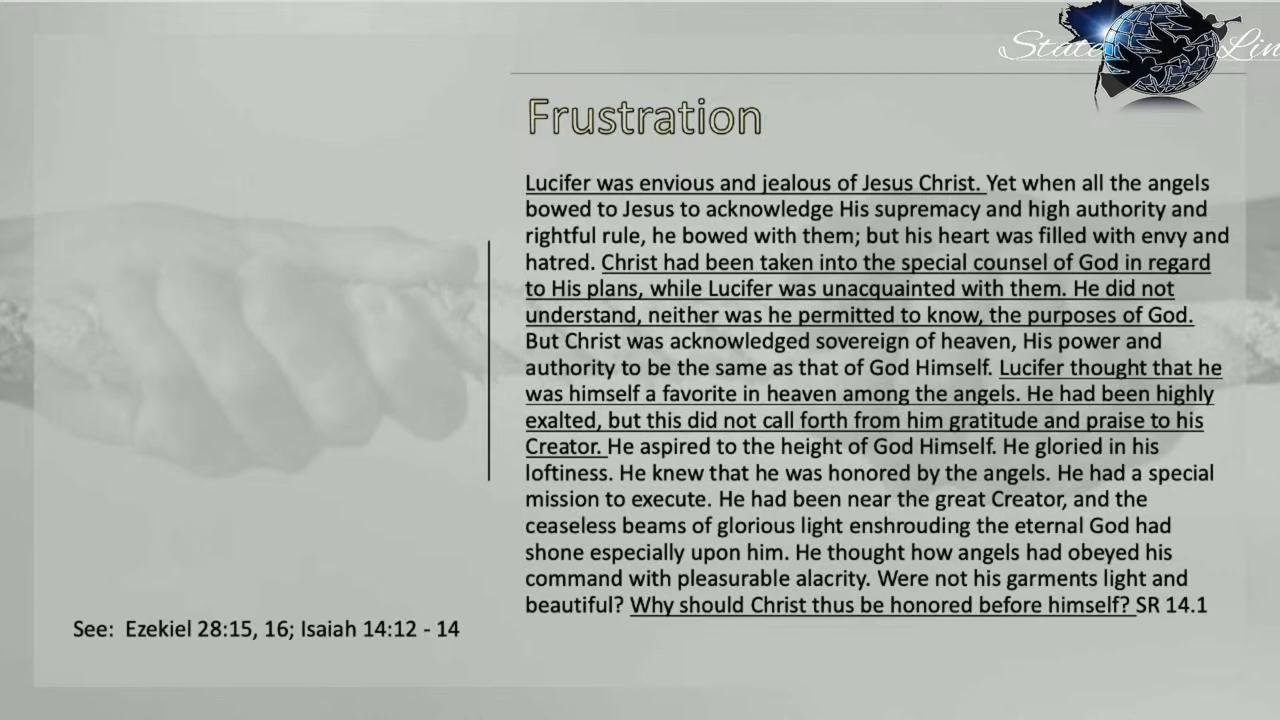 State Lin
Frustration
Lucifer was envious and jealous of Jesus Christ. Yet when all the angels
bowed to Jesus to acknowledge His supremacy and high authority and
rightful rule, he bowed with them; but his heart was filled with envy and
hatred. Christ had been taken into the special counsel of God in regard
to His plans, while Lucifer was unacquainted with them. He did not
understand, neither was he permitted to know, the purposes of God.
But Christ was acknowledged sovereign of heaven, His power and
authority to be the same as that of God Himself. Lucifer thought that he
was himself a favorite in heaven among the angels. He had been highly
exalted, but this did not call forth from him gratitude and praise to his
Creator. He aspired to the height of God Himself. He gloried in his
loftiness. He knew that he was honored by the angels. He had a special
mission to execute. He had been near the great Creator, and the
ceaseless beams of glorious light enshrouding the eternal God had
shone especially upon him. He thought how angels had obeyed his
command with pleasurable alacrity. Were not his garments light and
beautiful? Why should Christ thus be honored before himself? SR 14.1
See: Ezekiel 28:15, 16; Isaiah 14:12 - 14